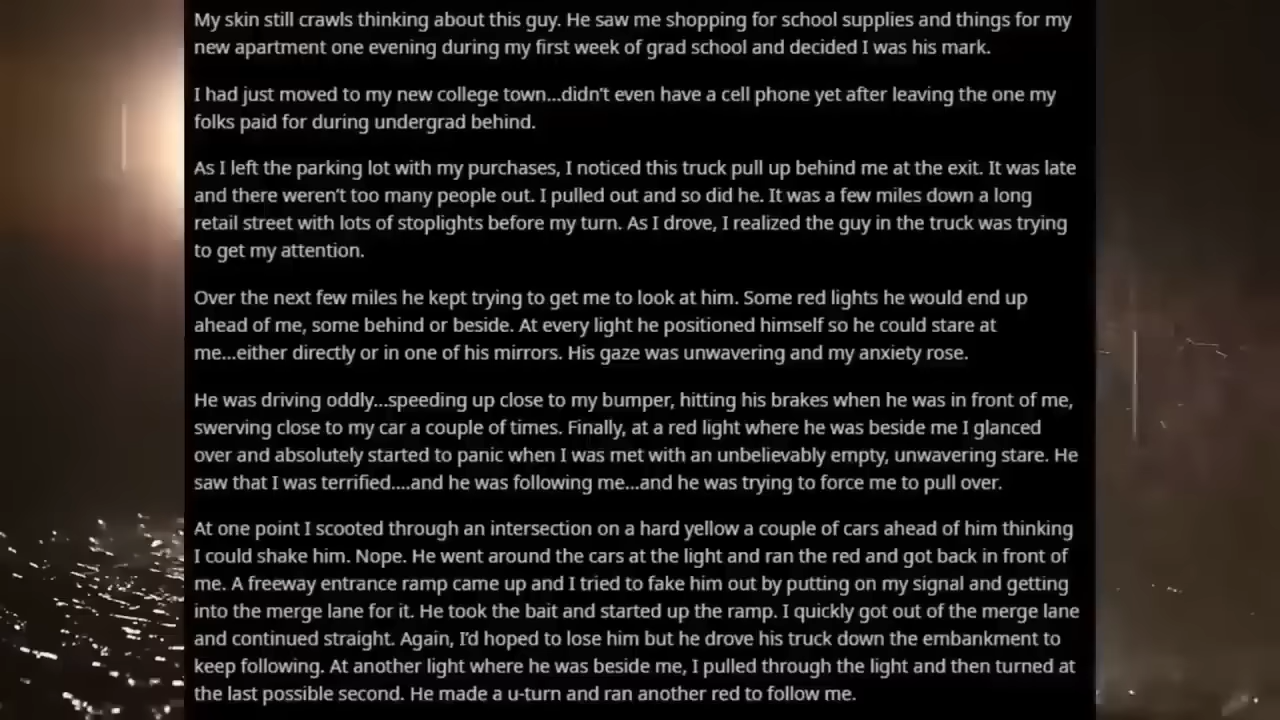 My skin still crawls thinking about this guy. He saw me shopping for school supplies and things for my
new apartment one evening during my first week of grad school and decided I was his mark.
I had just moved to my new college town...didn't even have a cell phone yet after leaving the one my
folks paid for during undergrad behind.
As I left the parking lot with my purchases, I noticed this truck pull up behind me at the exit. It was late
and there weren't too many people out. I pulled out and so did he. It was a few miles down a long
retail street with lots of stoplights before my turn. As I drove, I realized the guy in the truck was trying
to get my attention.
Over the next few miles he kept trying to get me to look at him. Some red lights he would end up
ahead of me, some behind or beside. At every light he positioned himself so he could stare at
me...either directly or in one of his mirrors. His gaze was unwavering and my anxiety rose.
He was driving oddly...speeding up close to my bumper, hitting his brakes when he was in front of me,
swerving close to my car a couple of times. Finally, at a red light where he was beside me I glanced
over and absolutely started to panic when I was met with an unbelievably empty, unwavering stare. He
saw that I was terrified....and he was following me...and he was trying to force me to pull over.
At one point I scooted through an intersection on a hard yellow a couple of cars ahead of him thinking
I could shake him. Nope. He went around the cars at the light and ran the red and got back in front of
me. A freeway entrance ramp came up and I tried to fake him out by putting on my signal and getting
into the merge lane for it. He took the bait and started up the ramp. I quickly got out of the merge lane
and continued straight. Again, I'd hoped to lose him but he drove his truck down the embankment to
keep following. At another light where he was beside me, I pulled through the light and then turned at
the last possible second. He made a u-turn and ran another red to follow me.